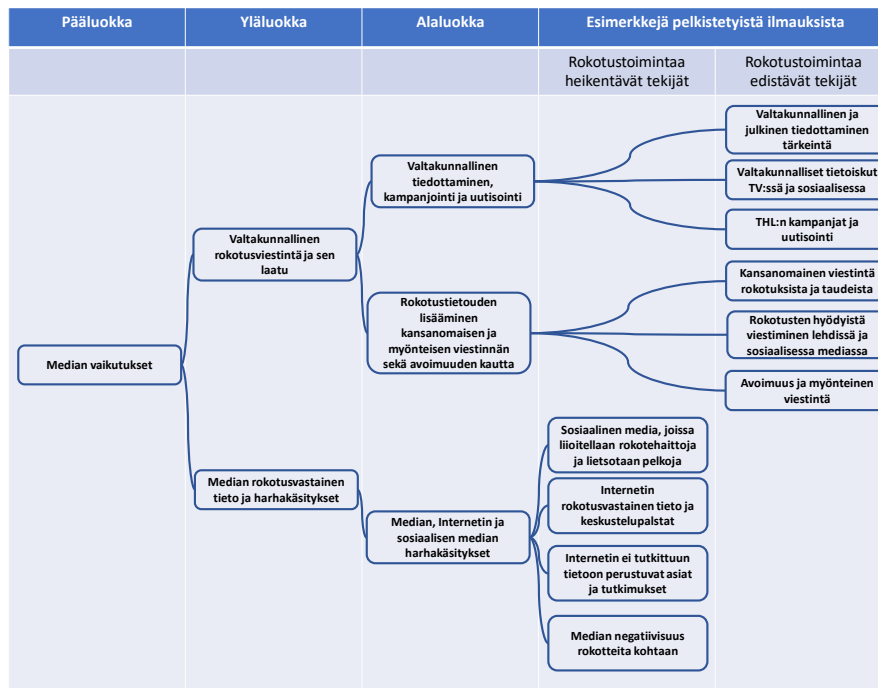 Pääluokka
Yläluokka
Alaluokka
Esimerkkejä pelkistetyistä ilmauksista
Rokotustoimintaa
heikentävät tekijät
Rokotustoimintaa
edistävät tekijät
Valtakunnallinen ja
julkinen tiedottaminen
tärkeintä
Valtakunnallinen
tiedottaminen,
kampanjointi ja uutisointi
Valtakunnalliset tietoiskut
TV:ssä ja sosiaalisessa
THL:n kampanjat ja
uutisointi
Valtakunnallinen
rokotusviestintä ja sen
laatu
Kansanomainen viestintä
rokotuksista ja taudeista
Rokotustietouden
lisääminen
kansanomaisen ja
myönteisen viestinnän
sekä avoimuuden kautta
Rokotusten hyödyistä
viestiminen lehdissä ja
sosiaalisessa mediassa
Median vaikutukset
Avoimuus ja myönteinen
viestintä
Sosiaalinen media, joissa
liioitellaan rokotehaittoja
ja lietsotaan pelkoja
Median rokotusvastainen
tieto ja harhakäsitykset
Internetin
rokotusvastainen tieto ja
keskustelupalstat
Median, Internetin ja
sosiaalisen median
harhakäsitykset
Internetin ei tutkittuun
tietoon perustuvat asiat
ja tutkimukset
Median negatiivisuus
rokotteita kohtaan